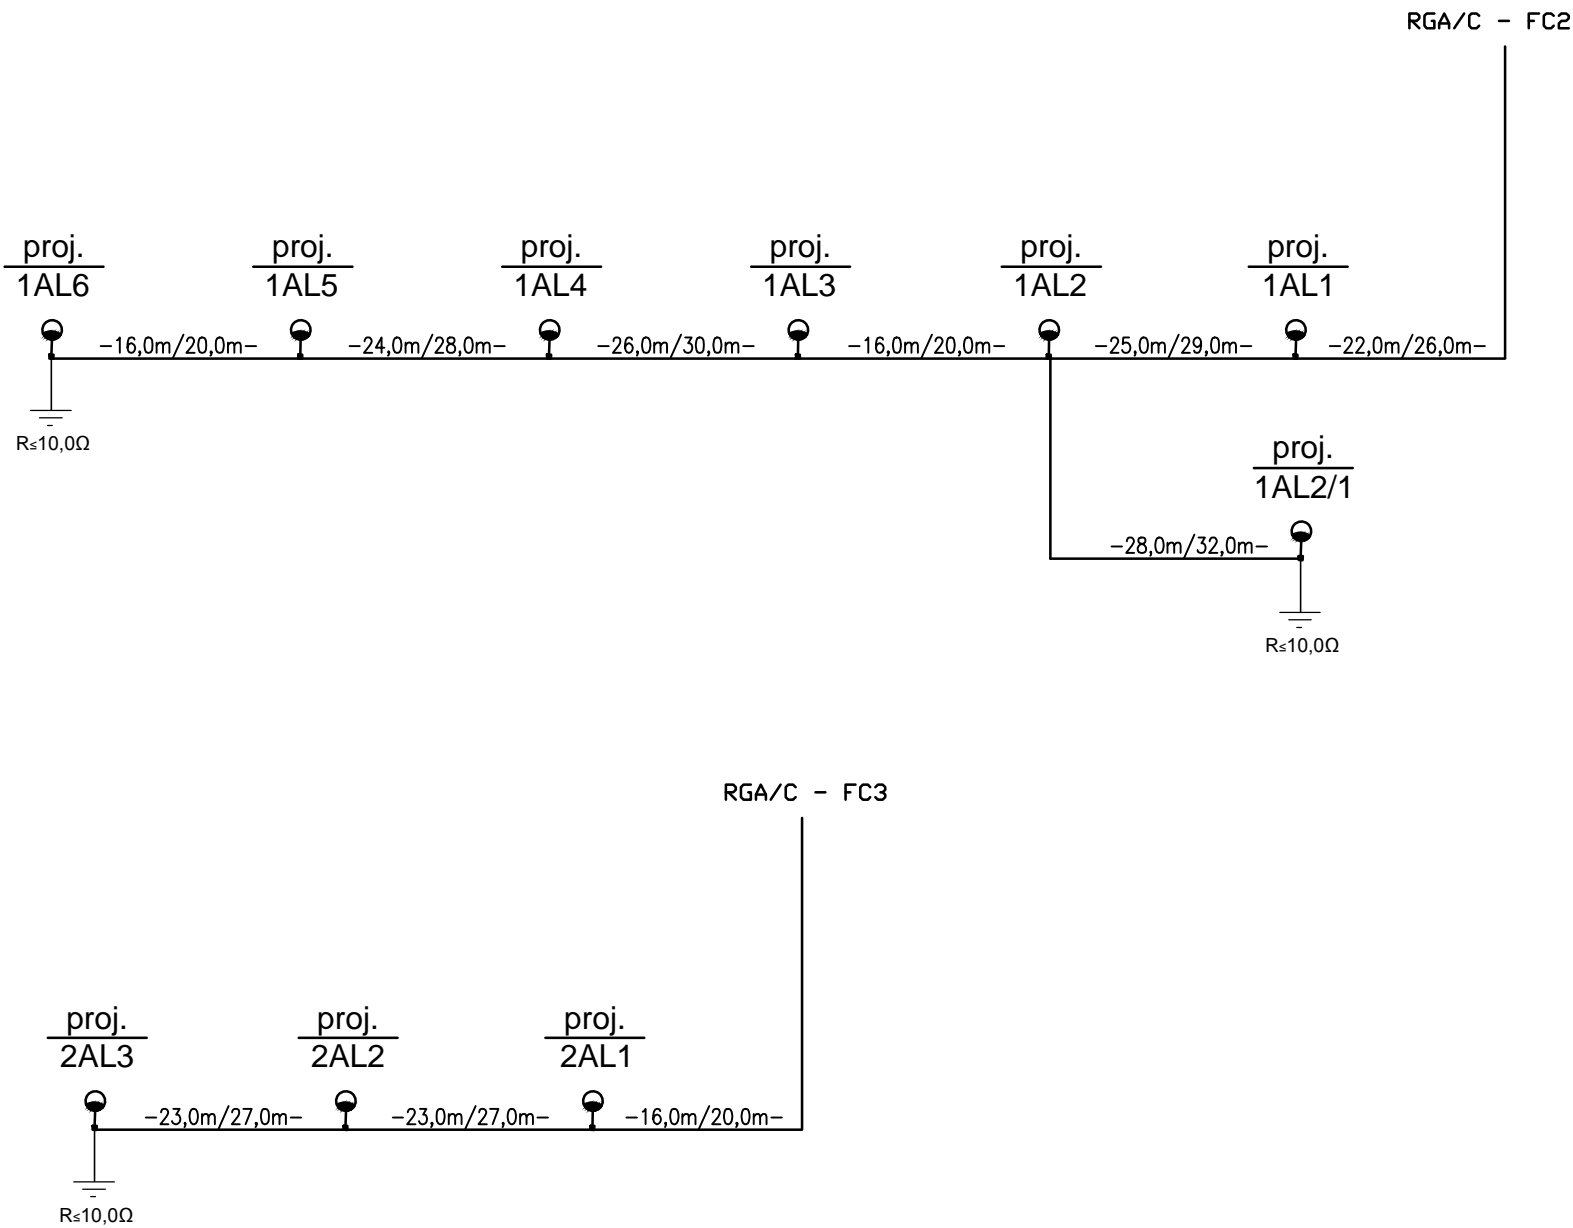 RGA/C - FC2
proj. proj. proj. proj. proj. proj.
1AL6 1AL5 1AL4 1AL3 1AL2 1AL1
-16,0m/20,0m- -24,0m/28,0m- -26,0m/30,0m- -16,0m/20,0m- -25,0m/29,0m- -22,0m/26,0m-
R≤10,0Ω
proj.
1AL2/1
-28,0m/32,0m-
R≤10,0Ω
RGA/C - FC3
proj. proj. proj.
2AL3 2AL2 2AL1
-23,0m/27,0m- -23,0m/27,0m- -16,0m/20,0m-
R≤10,0Ω